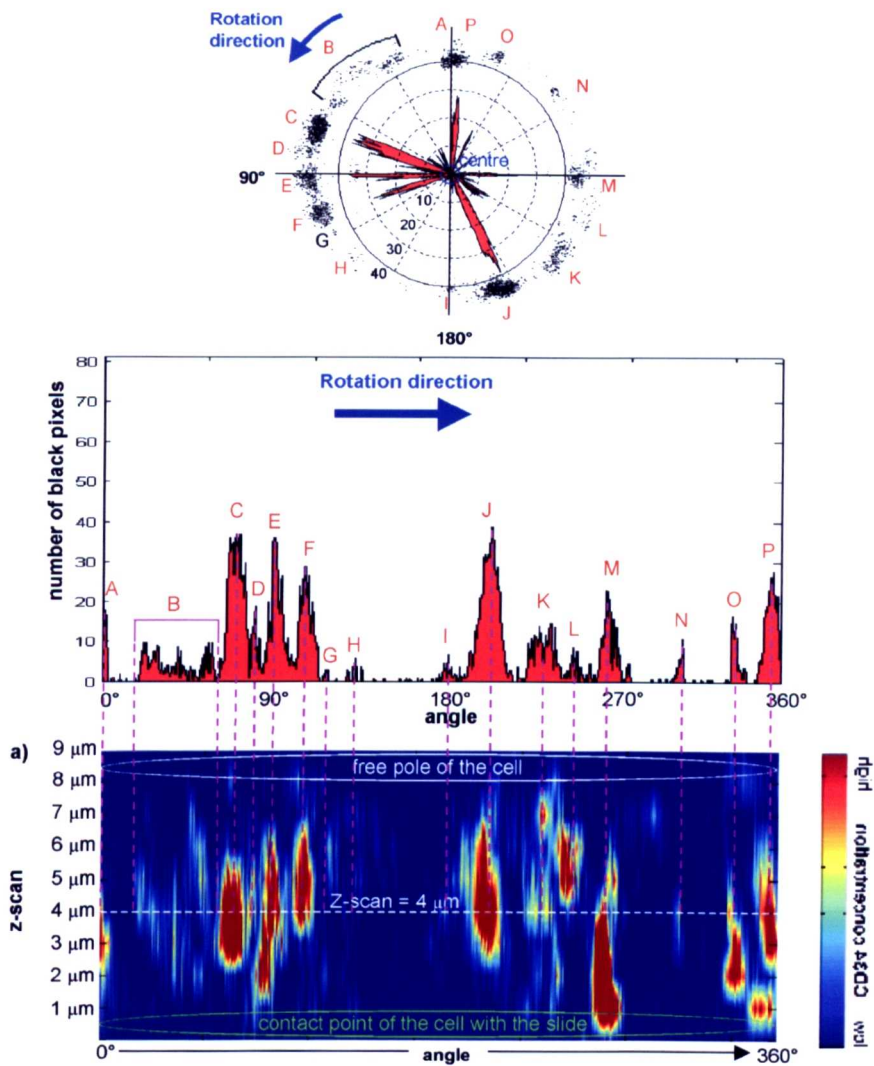 Rotation
direction
A P O
B
N
C
D
centre
90°
E
M
10
F
L
G
20
30
H
K
40
I
J
180°
80
Rotation direction
70
60
number of black pixels
50
40
C
E
J
30
F
M
P
20
A
B
D
K
O
10
G
H
I
L
N
0
0° 90° 180° 270° 360°
angle
a)
9 μm
free pole of the cell
8 μm
7 μm
6 μm
5 μm
z-scan
Z-scan = 4 μm
4 μm
3 μm
2 μm
1 μm
contact point of the cell with the slide
0° angle 360°
CD34